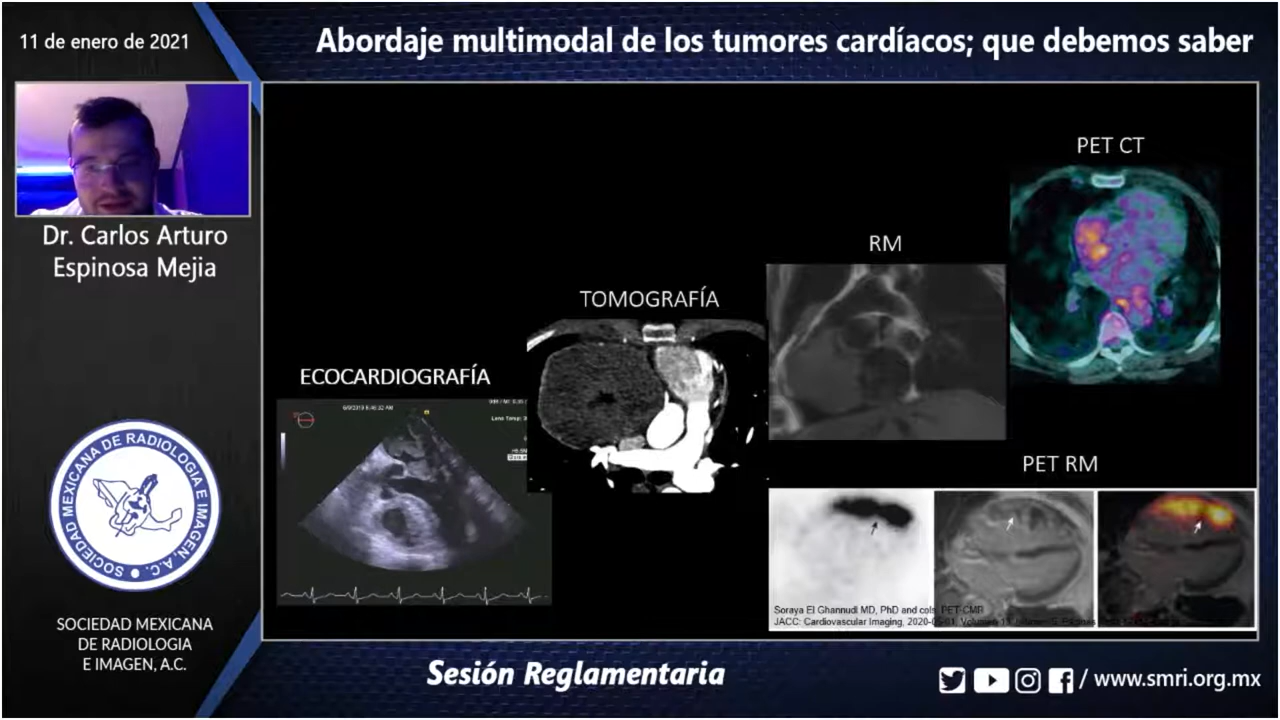 11 de enero de 2021
Abordaje multimodal de los tumores cardíacos; que debemos saber
Dr. Carlos Arturo
Espinosa Mejia
PET CT
RM
TOMOGRAFÍA
ECOCARDIOGRAFÍA
PET RM
Soraya El Ghannudi MD, PhD and cols. PET-CMR
JACC: Cardiovascular Imaging,
SOCIEDAD MEXICANA DE RADIOLOGIA E IMAGEN, A.C.
SOCIEDAD MEXICANA
DE RADIOLOGIA
E IMAGEN, A.C.
Sesión Reglamentaria
/ www.smri.org.mx